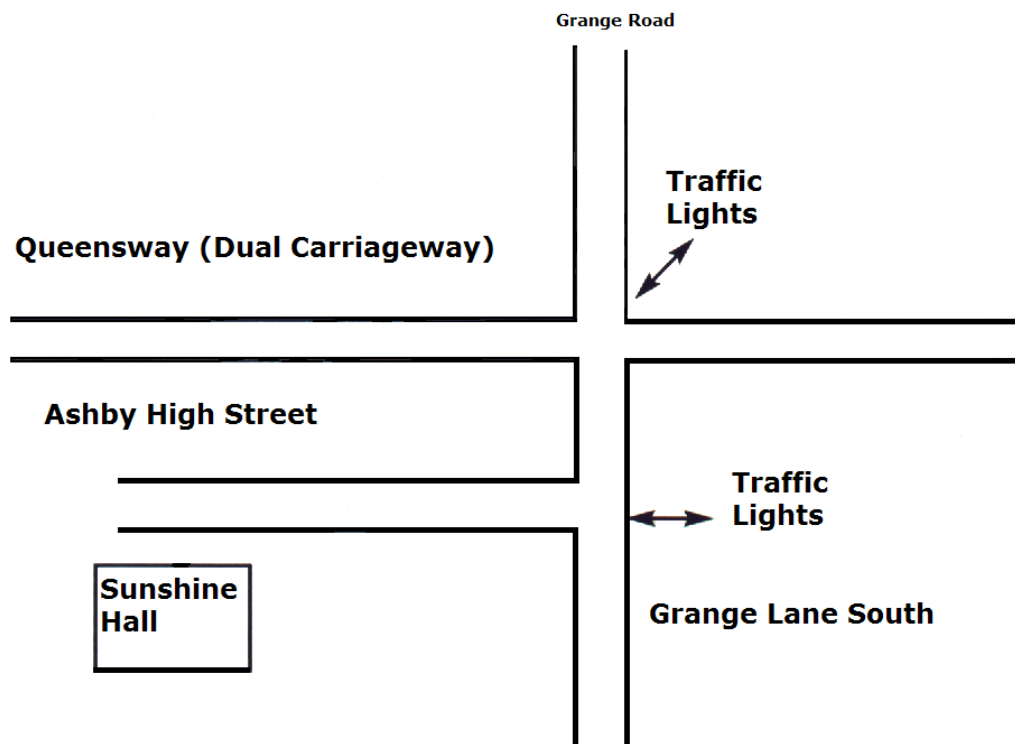 Grange Road
Traffic
Lights
Queensway (Dual Carriageway)
Ashby High Street
Traffic
Lights
Sunshine
Hall
Grange Lane South